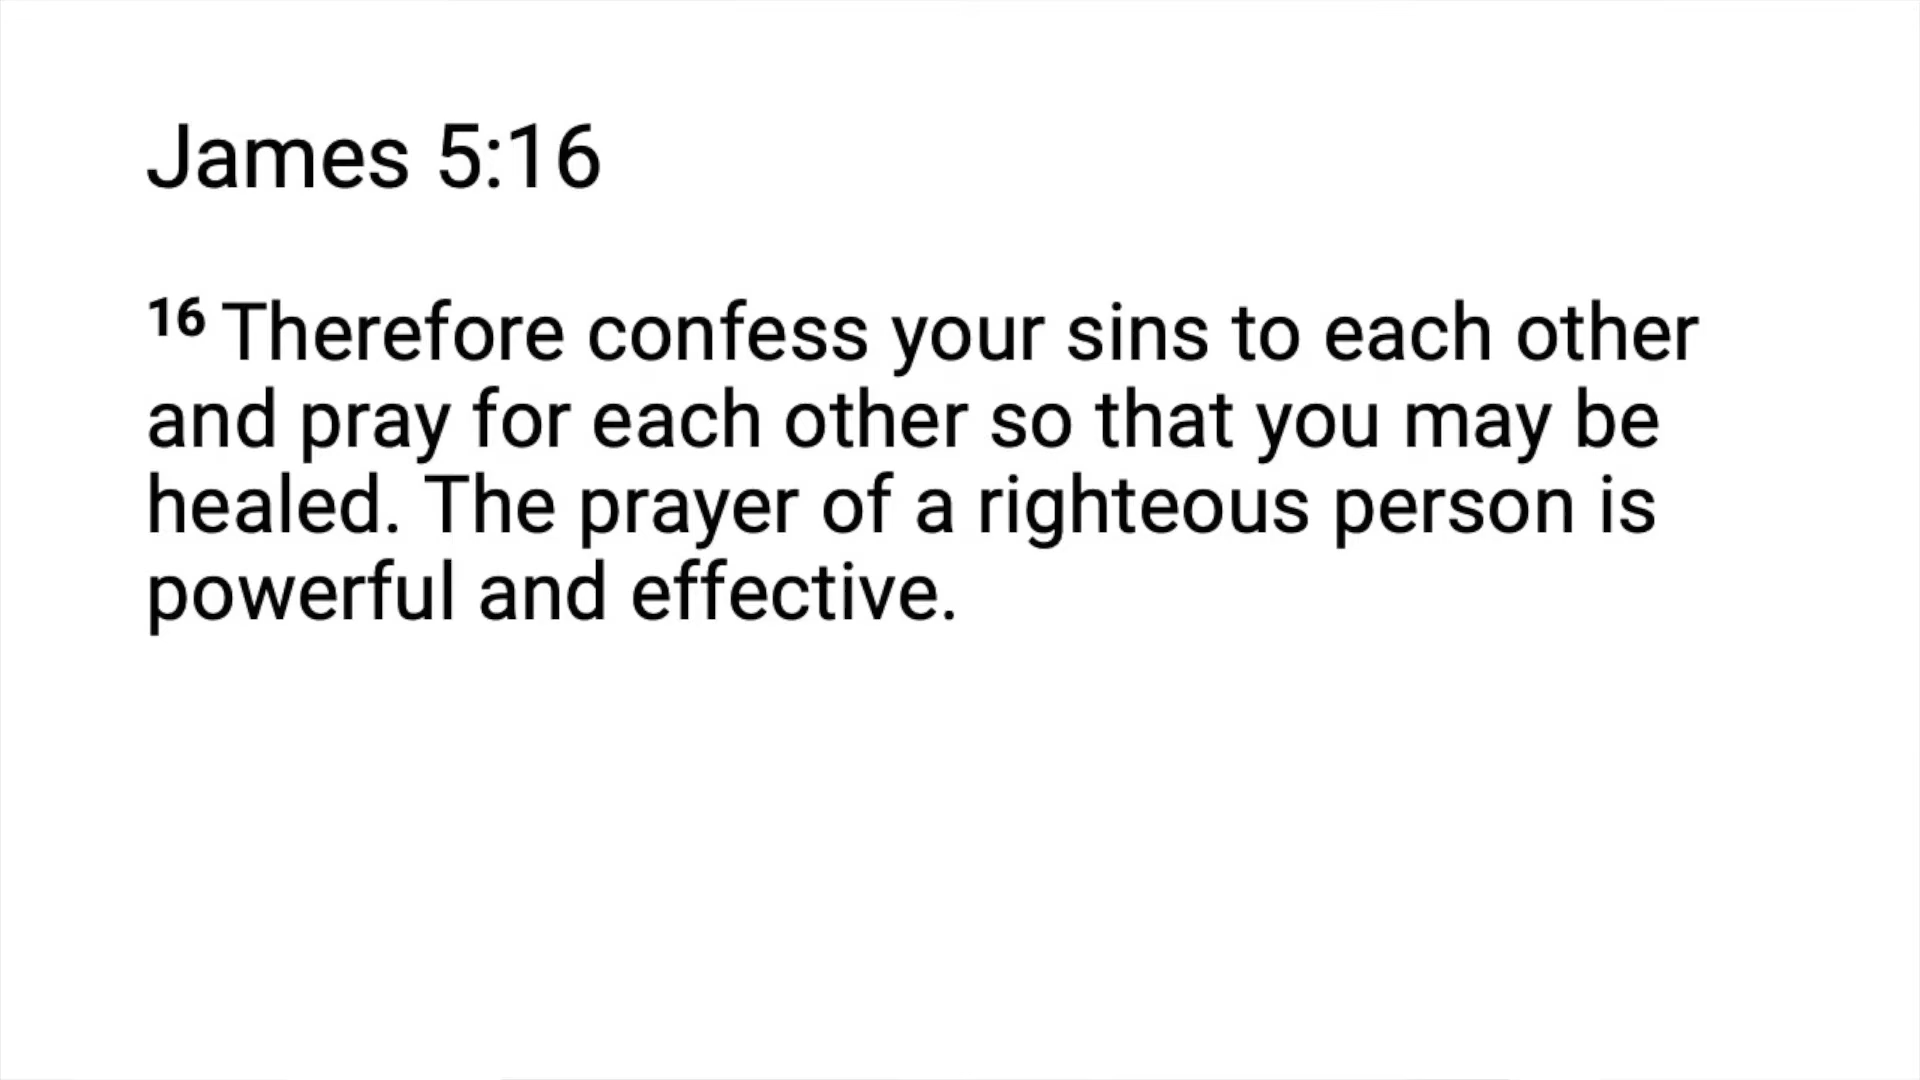 James 5:16
16 Therefore confess your sins to each other
and pray for each other so that you may be
healed. The prayer of a righteous person is
powerful and effective.